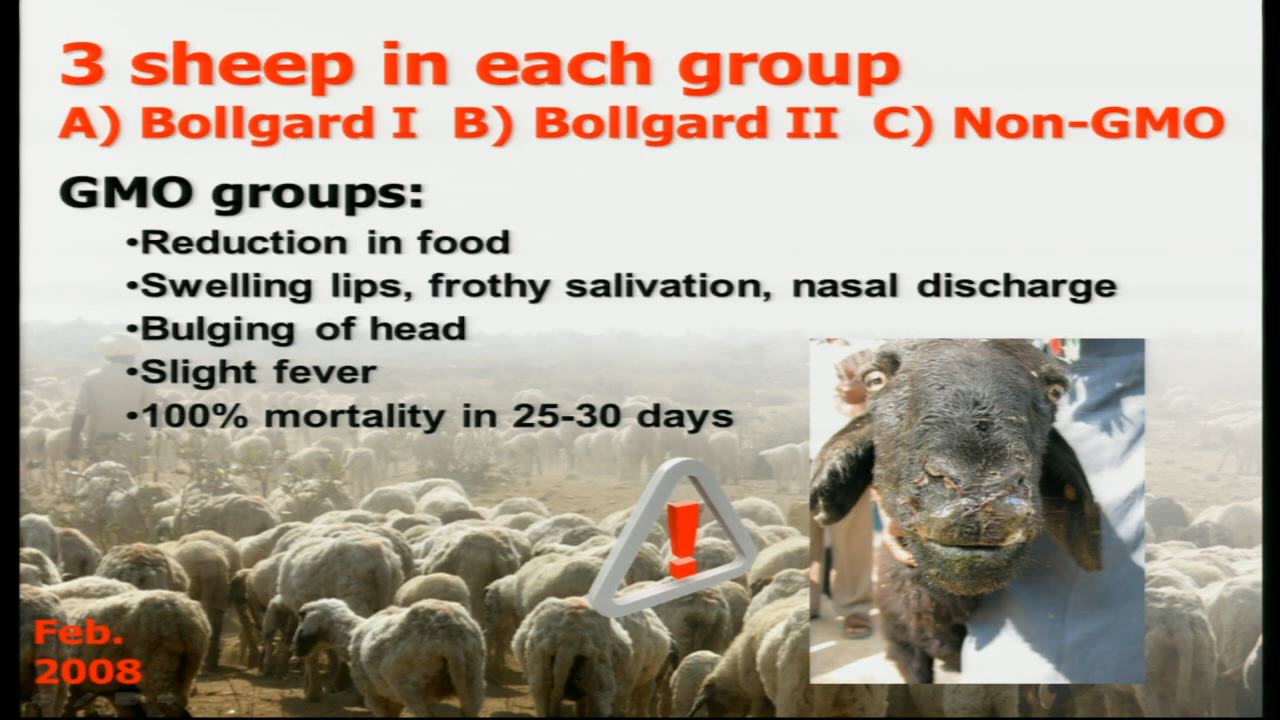 3 sheep in each group
A) Bollgard I B) Bollgard II C) Non-GMO
GMO groups:
•Reduction in food
•Swelling lips, frothy salivation, nasal discharge
•Bulging of head
•Slight fever
•100% mortality in 25-30 days
!
Feb.
2008